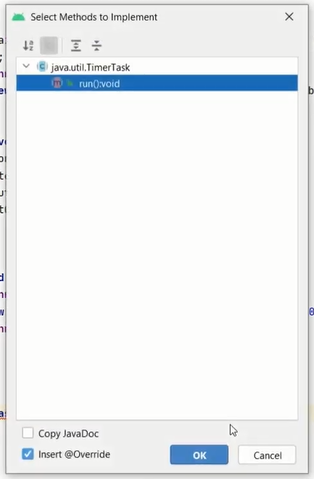 Select Methods to Implement
java.util.TimerTask
run():void
Copy JavaDoc
Insert @Override
OK
Cancel